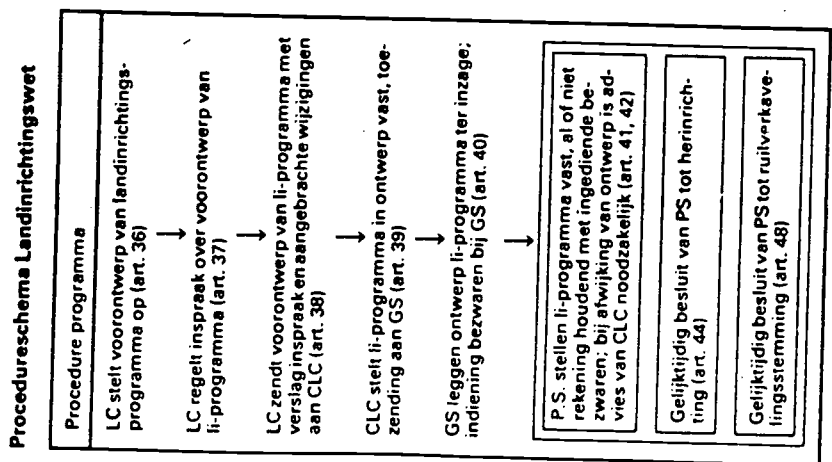 Procedureschema Landinrichtingswet
Procedure programma
LC stelt voorontwerp van landinrichtings-
programma op (art. 36)
LC regelt inspraak over voorontwerp van
li-programma (art. 37)
LC zendt voorontwerp van li-programma met
verslag inspraak en aangebrachte wijzigingen
aan CLC (art. 38)
CLC stelt li-programma in ontwerp vast, toe-
zending aan GS (art. 39)
GS leggen ontwerp li-programma ter inzage;
indiening bezwaren bij GS (art. 40)
P.S. stellen li-programma vast, al of niet
rekening houdend met ingediende be-
zwaren; bij afwijking van ontwerp is ad-
vies van CLC noodzakelijk (art. 41, 42)
Gelijktijdig besluit van PS tot herinrich-
ting (art. 44)
Gelijktijdig besluit van PS tot ruilverkave-
lingsstemming (art. 48)